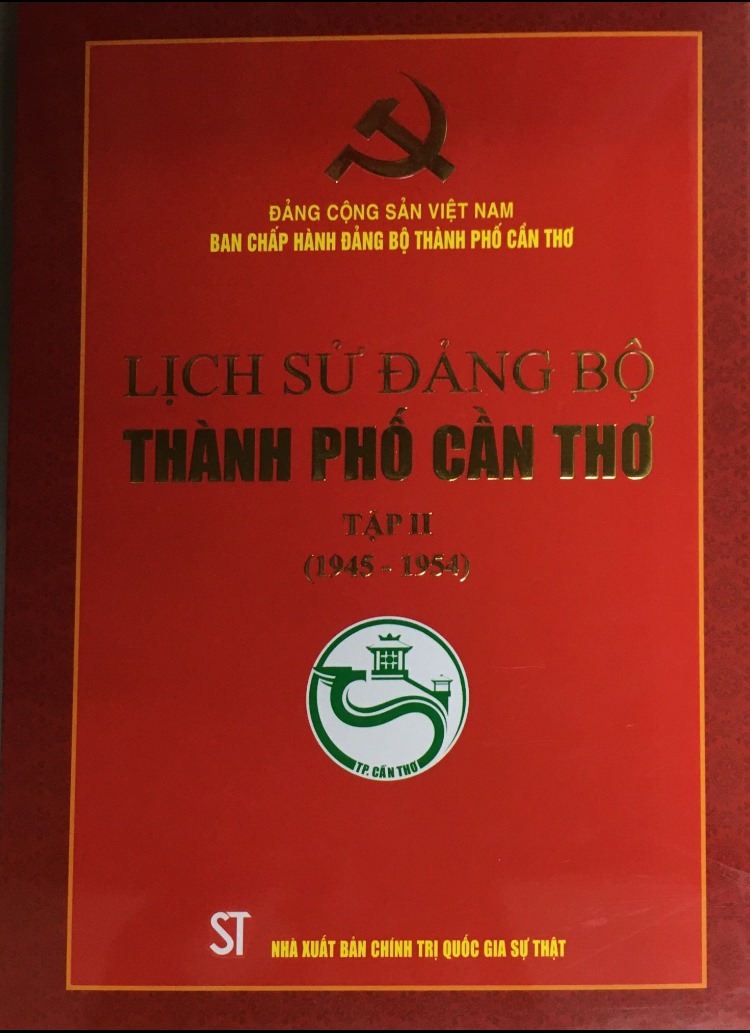 ĐẢNG CỘNG SẢN VIỆT NAM
BAN CHẤP HÀNH ĐẢNG BỘ THÀNH PHỐ CẦN THƠ
LỊCH SỬ ĐẢNG BỘ
THÀNH PHỐ CẦN THƠ
TẬP II
(1945 - 1954)
TP. CẦN THƠ
ST NHÀ XUẤT BẢN CHÍNH TRỊ QUỐC GIA SỰ THẬT